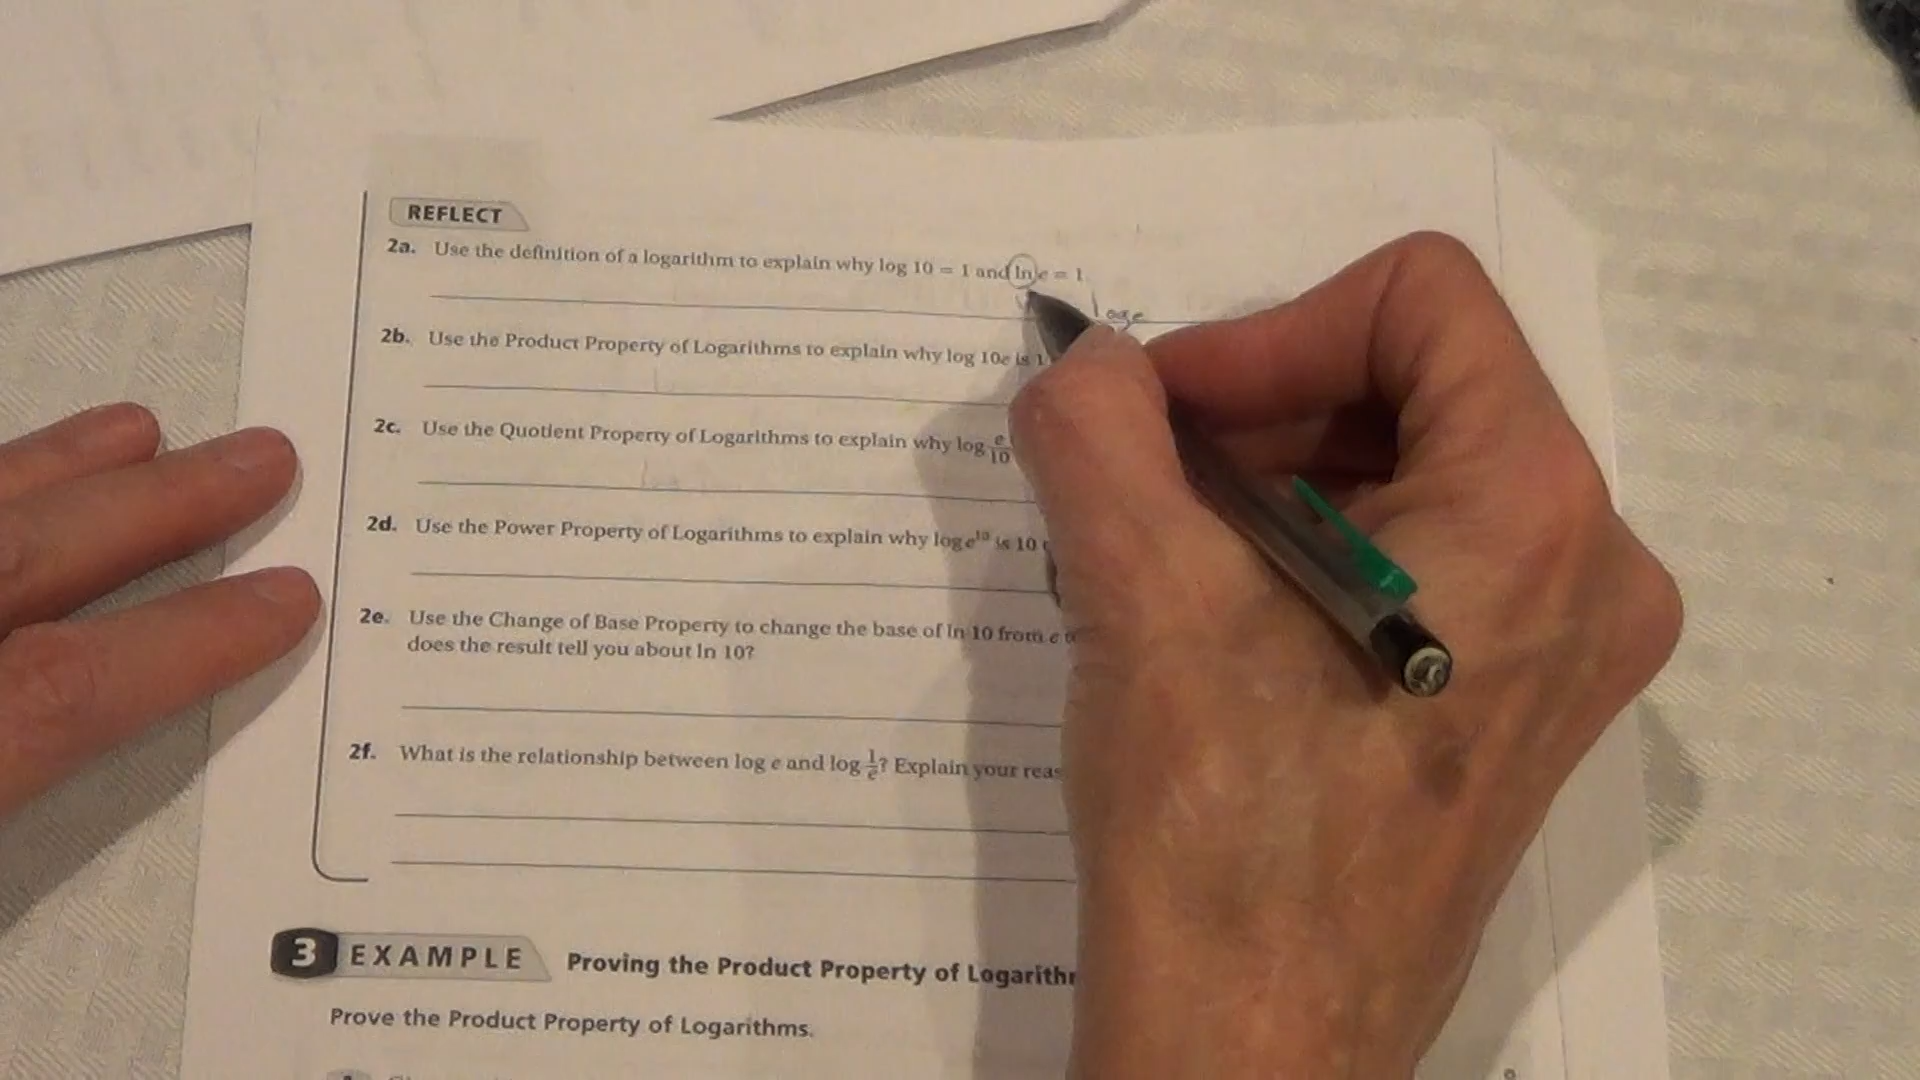 REFLECT
2a. Use the definition of a logarithm to explain why log 10 = 1 and ln e = 1.
log e
2b. Use the Product Property of Logarithms to explain why log 10e is 1
2c. Use the Quotient Property of Logarithms to explain why log e/10
2d. Use the Power Property of Logarithms to explain why log e¹⁰ is 10
2e. Use the Change of Base Property to change the base of ln 10 from e
does the result tell you about ln 10?
2f. What is the relationship between log e and log 1/e? Explain your
3 EXAMPLE Proving the Product Property of
Prove the Product Property of Logarithms.